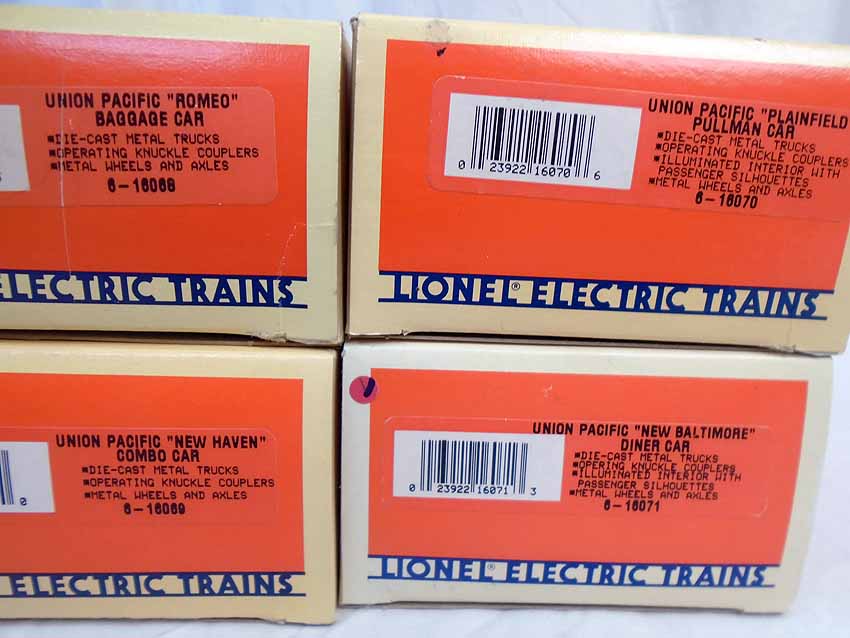 UNION PACIFIC "ROMEO"
BAGGAGE CAR
■DIE-CAST METAL TRUCKS
■OPERATING KNUCKLE COUPLERS
■METAL WHEELS AND AXLES
6-16068
ELECTRIC TRAINS
UNION PACIFIC "PLAINFIELD
PULLMAN CAR
■DIE-CAST METAL TRUCKS
■OPERATING KNUCKLE COUPLERS
■ILLUMINATED INTERIOR WITH
PASSENGER SILHOUETTES
■METAL WHEELS AND AXLES
6-16070
0 23922 16070 6
LIONEL® ELECTRIC TRAINS
UNION PACIFIC "NEW HAVEN"
COMBO CAR
■DIE-CAST METAL TRUCKS
■OPERATING KNUCKLE COUPLERS
■METAL WHEELS AND AXLES
6-16069
0
ELECTRIC TRAINS
UNION PACIFIC "NEW BALTIMORE"
DINER CAR
■DIE-CAST METAL TRUCKS
■OPERING KNUCKLE COUPLERS
■ILLUMINATED INTERIOR WITH
PASSENGER SILHOUETTES
■METAL WHEELS AND AXLES
6-16071
0 23922 16071 3
LIONEL® ELECTRIC TRAINS